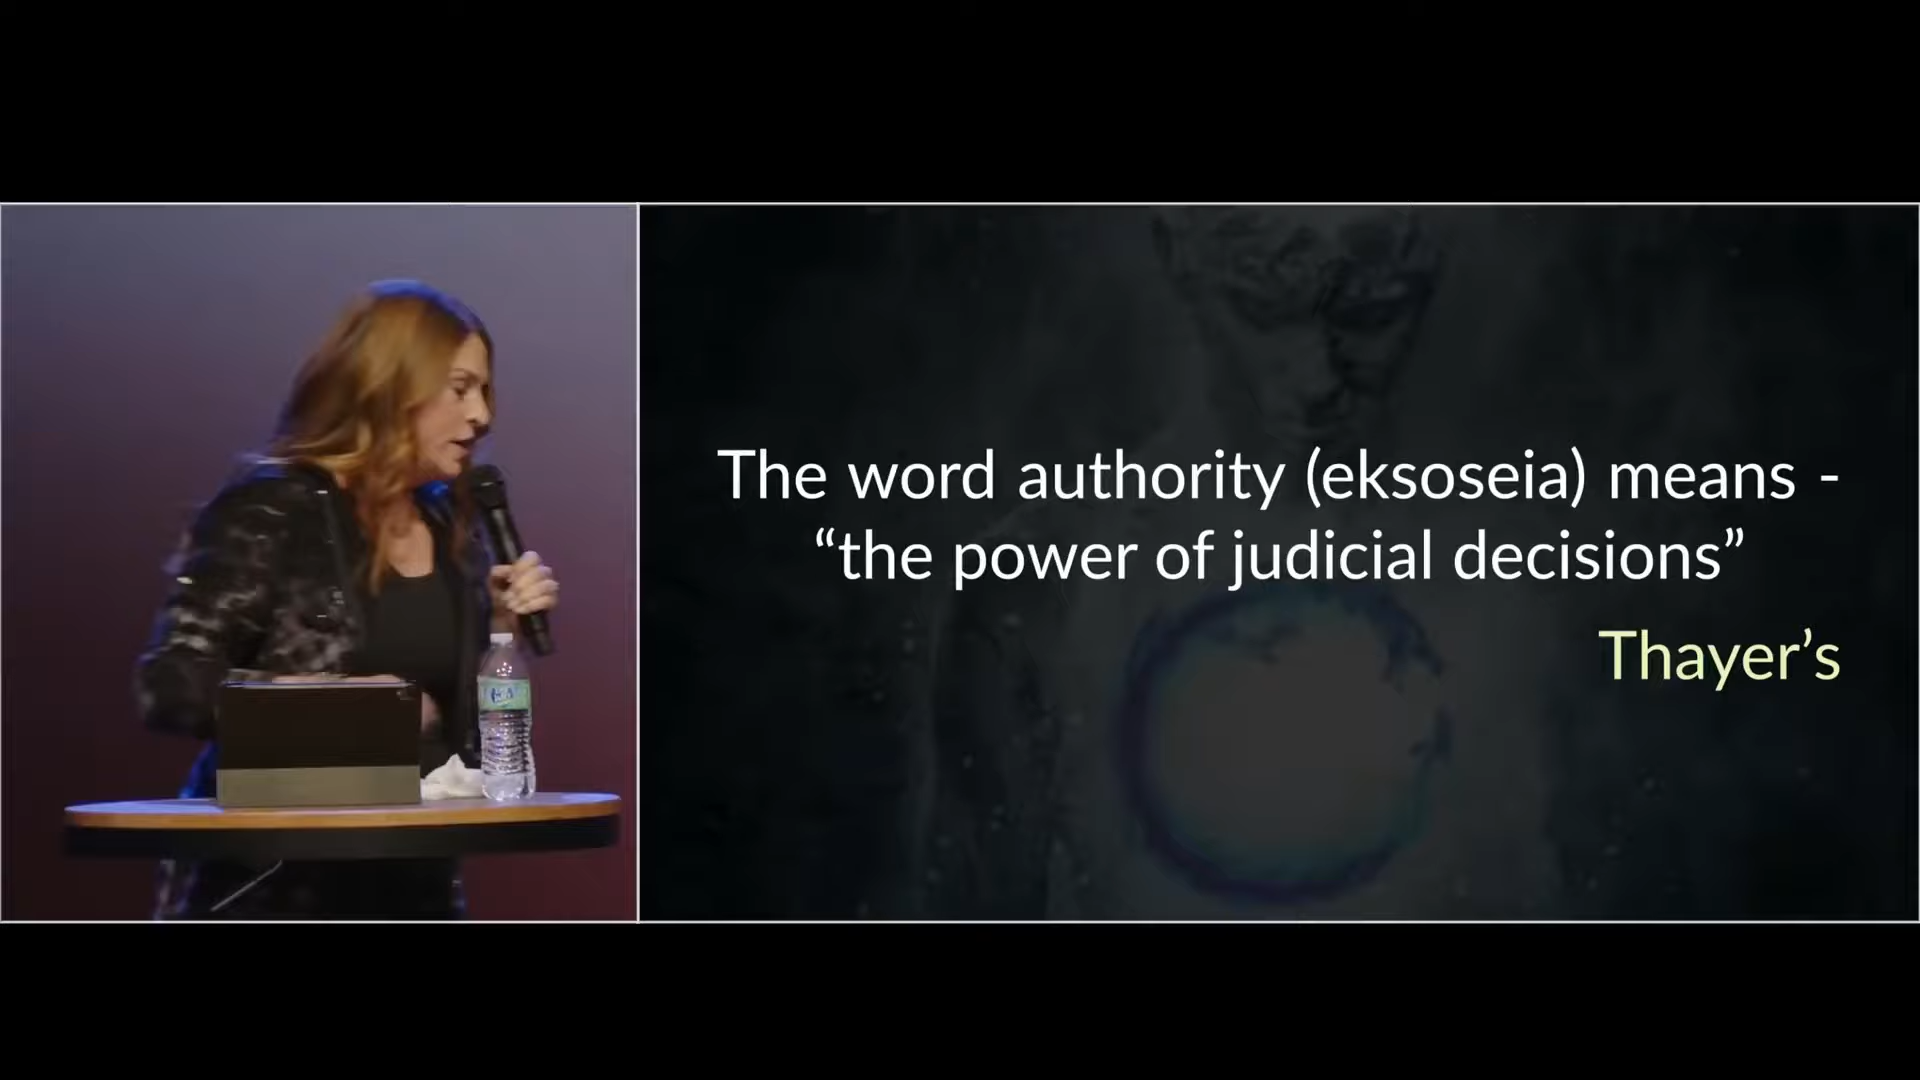 The word authority (eksoseia) means -
“the power of judicial decisions”
Thayer’s